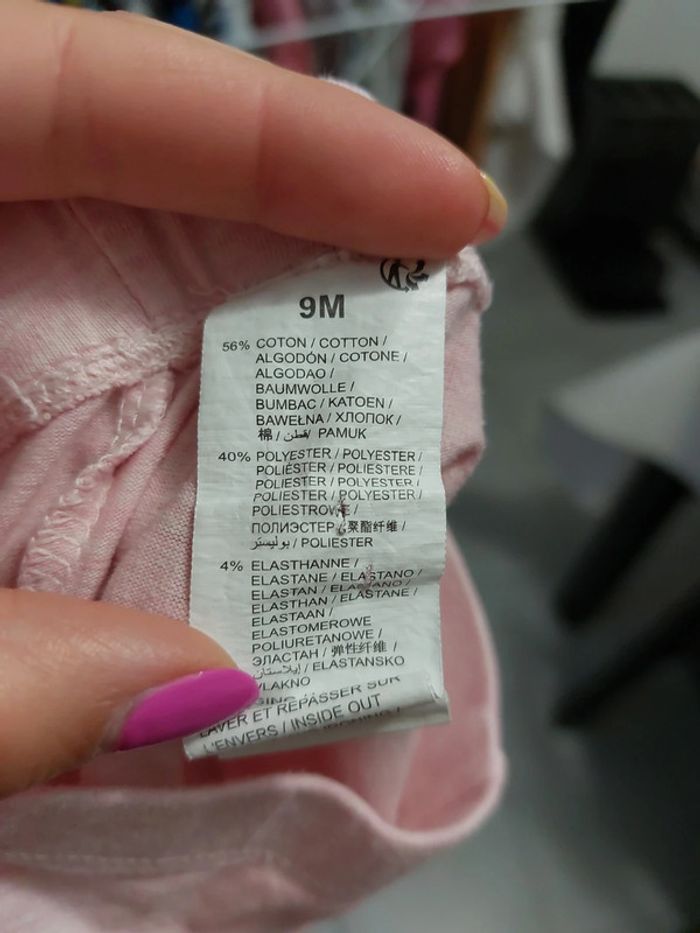 9M
56% COTON / COTTON /
ALGODÓN / COTONE /
ALGODAO /
BAUMWOLLE /
BUMBAC / KATOEN /
BAWEŁNA / ХЛОПОК /
棉 / قطن / PAMUK
40% POLYESTER / POLYESTER /
POLIÉSTER / POLIESTERE /
POLIESTER / POLYESTER /
POLIESTER / POLYESTER /
POLIESTROWE /
ПОЛИЭСТЕР / 聚酯纤维 /
بوليستر / POLIESTER
4% ELASTHANNE /
ELASTANE / ELASTANO /
ELASTAN / ELASTANO /
ELASTHAN / ELASTANE /
ELASTAAN /
ELASTOMEROWE
POLIURETANOWE /
ЭЛАСТАН / 弹性纤维 /
إيلاستان / ELASTANSKO
VLAKNO
LAVER ET REPASSER SUR
L'ENVERS / INSIDE OUT